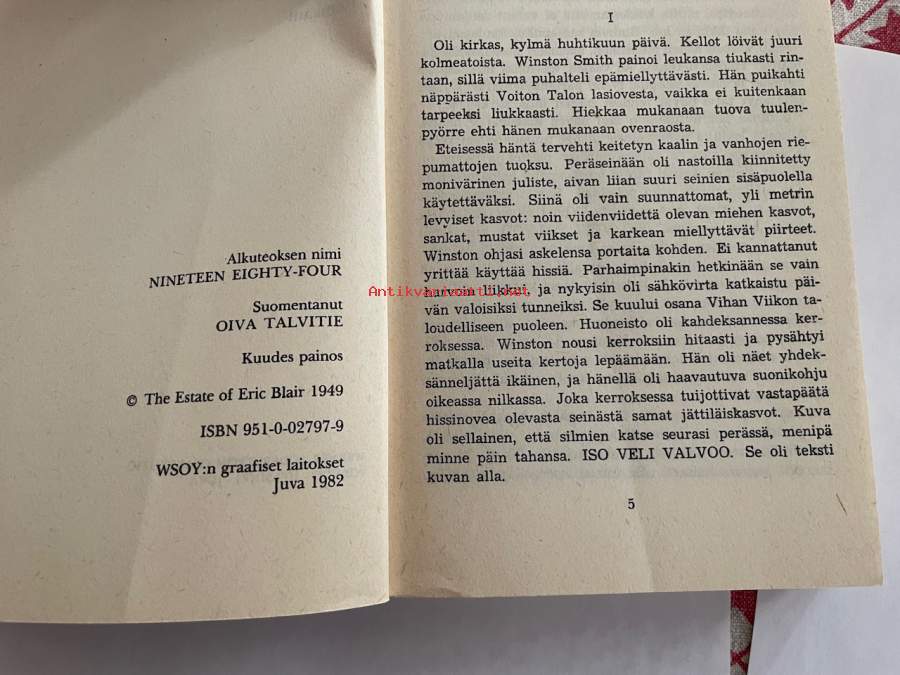 Alkuteoksen nimi
NINETEEN EIGHTY-FOUR
Suomentanut
OIVA TALVITIE
Kuudes painos
© The Estate of Eric Blair 1949
ISBN 951-0-02797-9
WSOY:n graafiset laitokset
Juva 1982
I
Oli kirkas, kylmä huhtikuun päivä. Kellot löivät juuri
kolmeatoista. Winston Smith painoi leukansa tiukasti rin-
taan, sillä viima puhalteli epämiellyttävästi. Hän puikahti
näppärästi Voiton Talon lasiovesta, vaikka ei kuitenkaan
tarpeeksi liukkaasti. Hiekkaa mukanaan tuova tuulen-
pyörre ehti hänen mukanaan ovenraosta.
Eteisessä häntä tervehti keitetyn kaalin ja vanhojen rie-
pumattojen tuoksu. Peräseinään oli nastoilla kiinnitetty
monivärinen juliste, aivan liian suuri seinien sisäpuolella
käytettäväksi. Siinä oli vain suunnattomat, yli metrin
levyiset kasvot: noin viidenviidettä olevan miehen kasvot,
sankat, mustat viikset ja karkean miellyttävät piirteet.
Winston ohjasi askelensa portaita kohden. Ei kannattanut
yrittää käyttää hissiä. Parhaimpinakin hetkinään se vain
harvoin liikkui, ja nykyisin oli sähkövirta katkaistu päi-
Antikvariaatti.net
vän valoisiksi tunneiksi. Se kuului osana Vihan Viikon ta-
loudelliseen puoleen. Huoneisto oli kahdeksannessa ker-
roksessa. Winston nousi kerroksiin hitaasti ja pysähtyi
matkalla useita kertoja lepäämään. Hän oli näet yhdek-
sänneljättä ikäinen, ja hänellä oli haavautuva suonikohju
oikeassa nilkassa. Joka kerroksessa tuijottivat vastapäätä
hissinovea olevasta seinästä samat jättiläiskasvot. Kuva
oli sellainen, että silmien katse seurasi perässä, menipä
minne päin tahansa. ISO VELI VALVOO. Se oli teksti
kuvan alla.
5